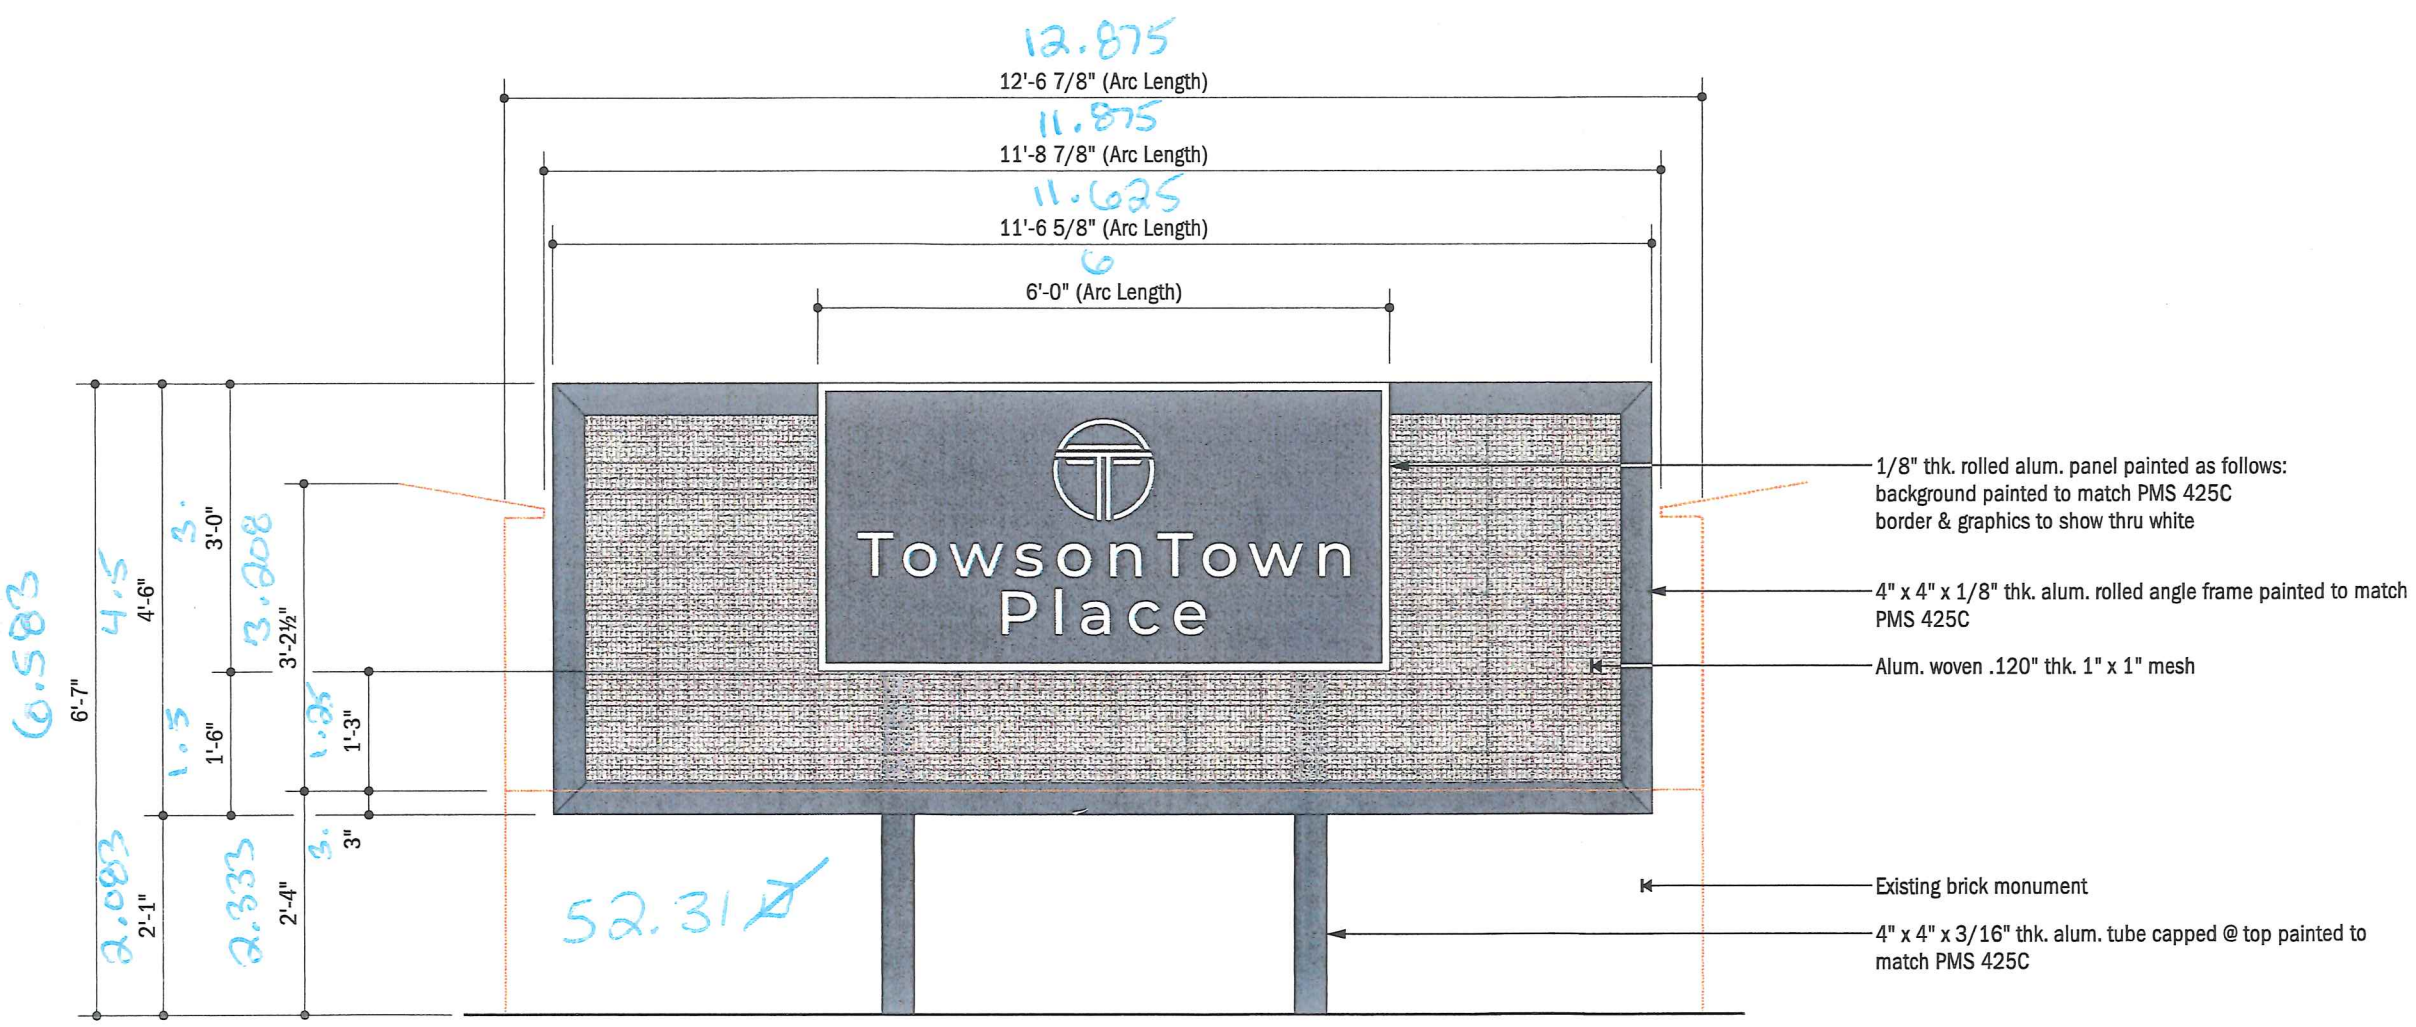 12.875
12'-6 7/8" (Arc Length)
11.875
11'-8 7/8" (Arc Length)
11.625
11'-6 5/8" (Arc Length)
6
6'-0" (Arc Length)
6.583
6'-7"
4.5
4'-6"
3.
3'-0"
3.208
3'-2½"
1.5
1'-6"
1.25
1'-3"
3.
3"
2.083
2'-1"
2.333
2'-4"
TowsonTown
Place
52.31
1/8" thk. rolled alum. panel painted as follows:
background painted to match PMS 425C
border & graphics to show thru white
4" x 4" x 1/8" thk. alum. rolled angle frame painted to match
PMS 425C
Alum. woven .120" thk. 1" x 1" mesh
Existing brick monument
4" x 4" x 3/16" thk. alum. tube capped @ top painted to
match PMS 425C